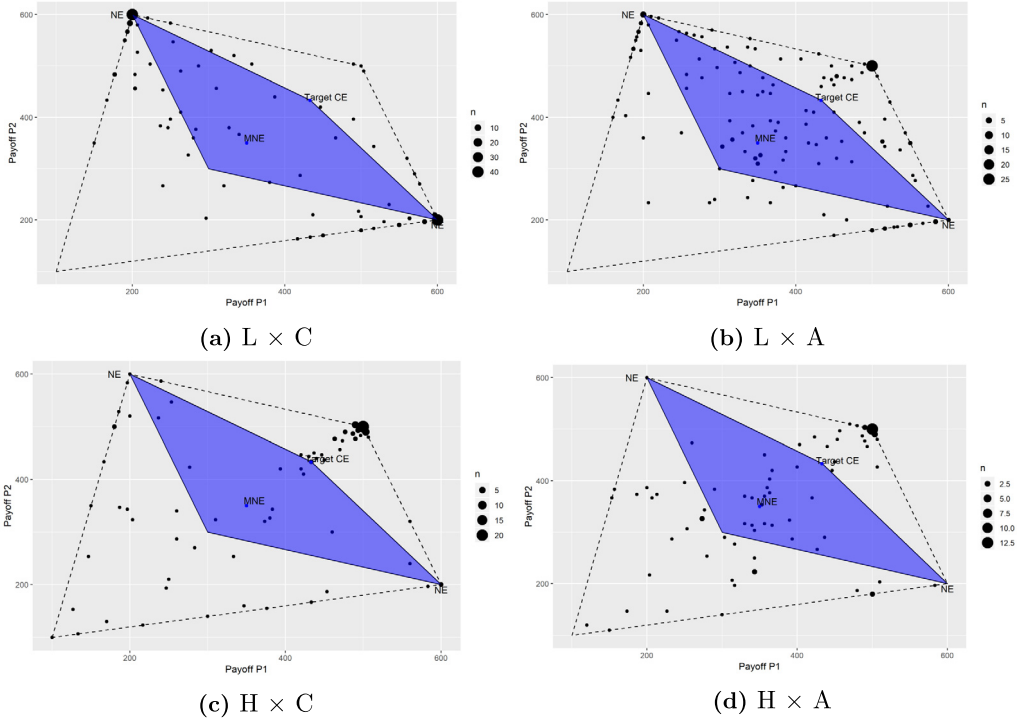 600
400
200
200
400
600
Payoff P2
Payoff P1
NE
Target CE
MNE
NE
n
10
20
30
40
(a) L × C
600
400
200
200
400
600
Payoff P2
Payoff P1
NE
Target CE
MNE
NE
n
5
10
15
20
25
(b) L × A
600
400
200
200
400
600
Payoff P2
Payoff P1
NE
Target CE
MNE
NE
n
5
10
15
20
(c) H × C
600
400
200
200
400
600
Payoff P2
Payoff P1
NE
Target CE
MNE
NE
n
2.5
5.0
7.5
10.0
12.5
(d) H × A